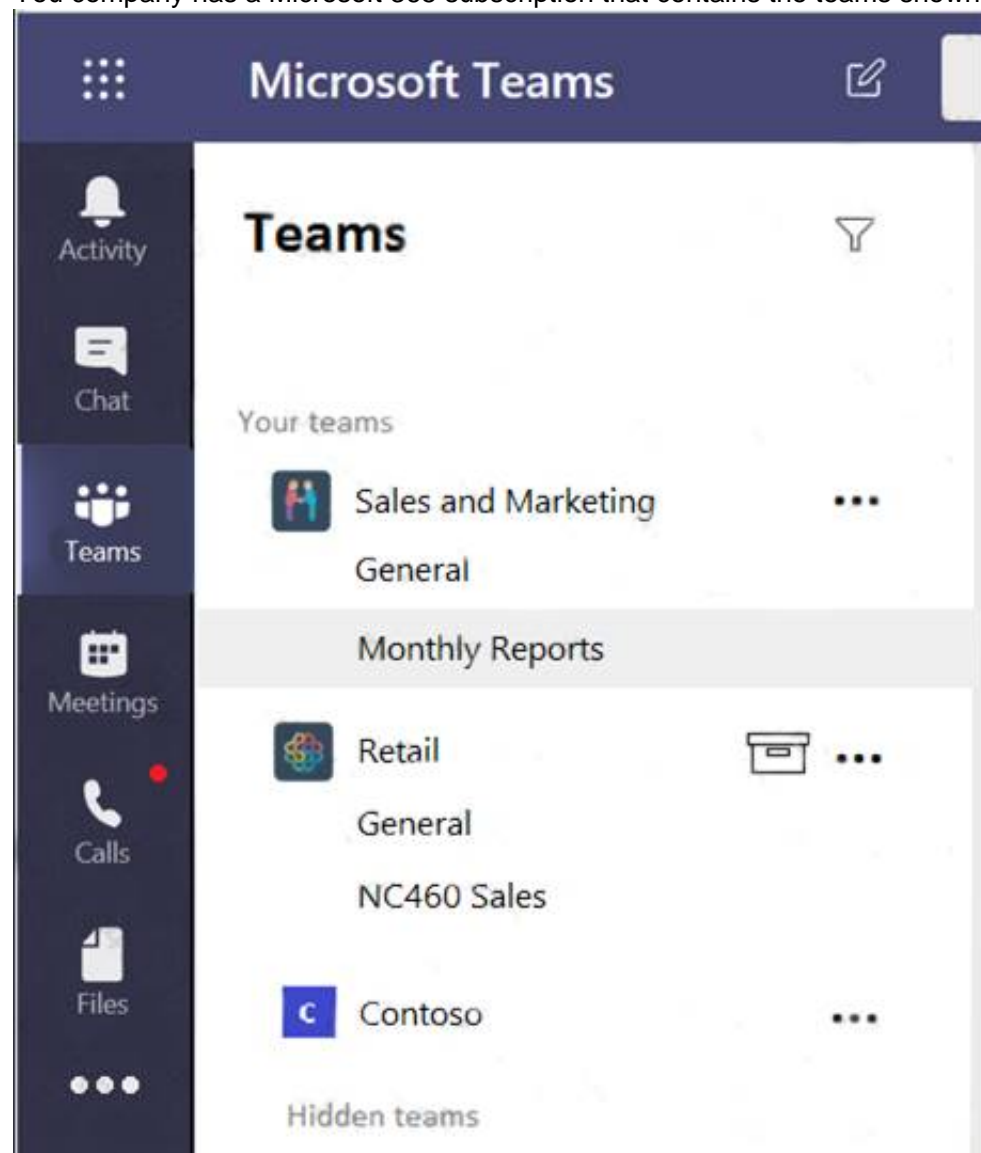 Microsoft Teams
Activity
Teams
Chat
Your teams
Sales and Marketing
Teams
General
Monthly Reports
Meetings
Retail
General
Calls
NC460 Sales
Files
C Contoso
Hidden teams